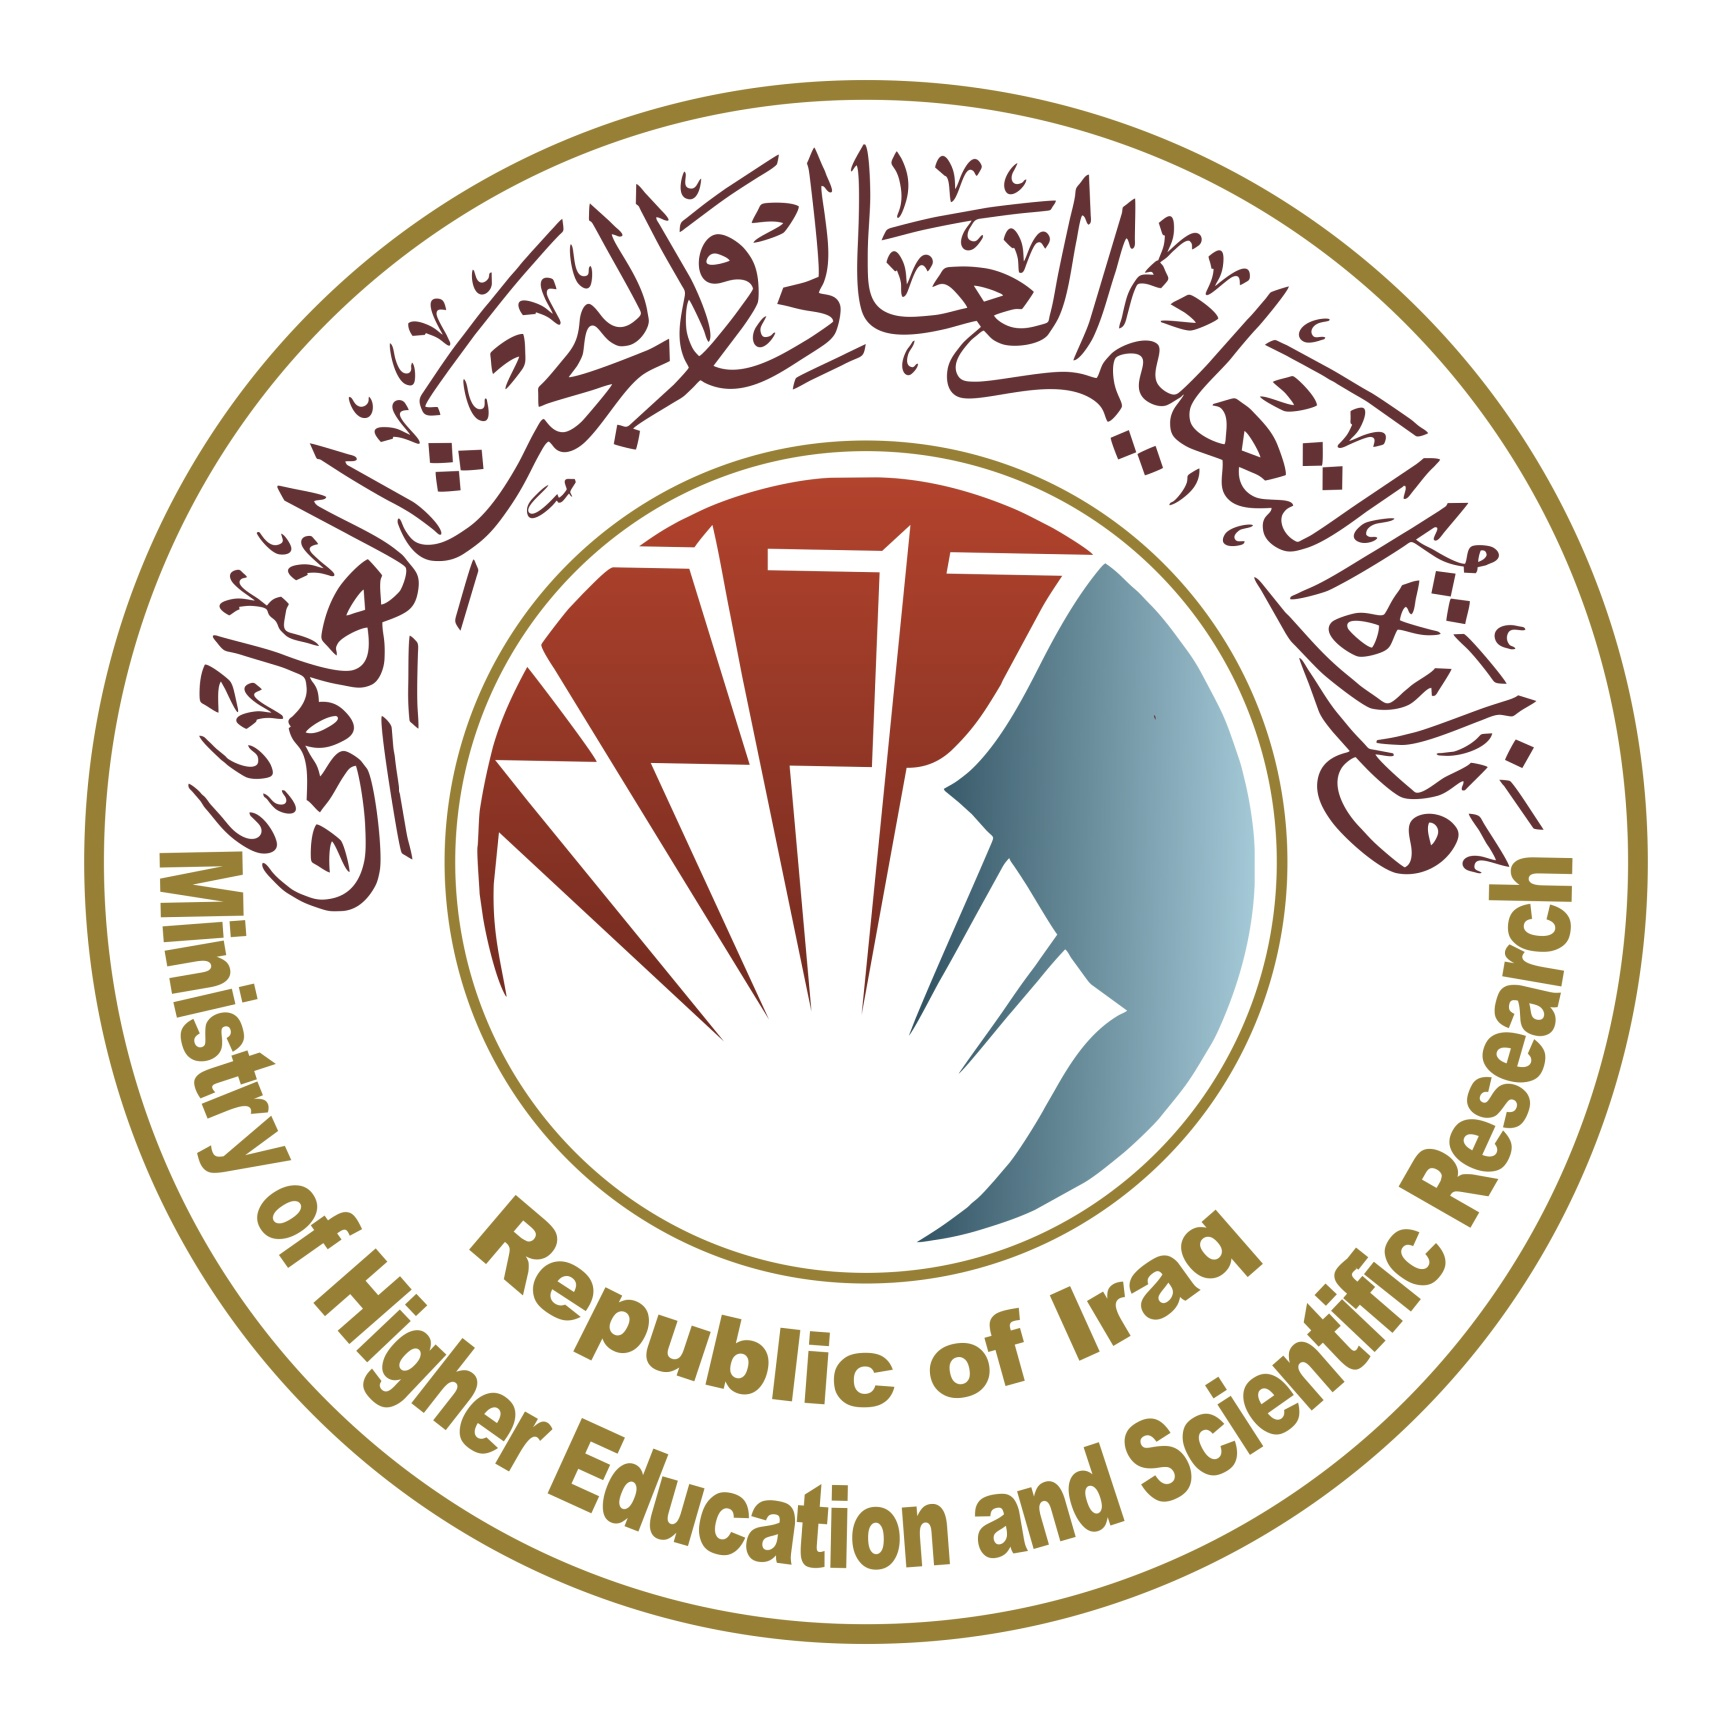 وزارة التعليم العالي والبحث العلمي
Republic of Iraq
Ministry of Higher Education and Scientific Research